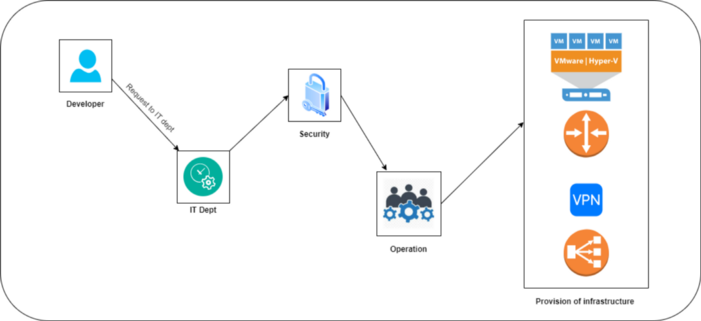 VM VM VM VM
VMware | Hyper-V
Developer
Request to IT dept
Security
IT Dept
VPN
Operation
Provision of infrastructure